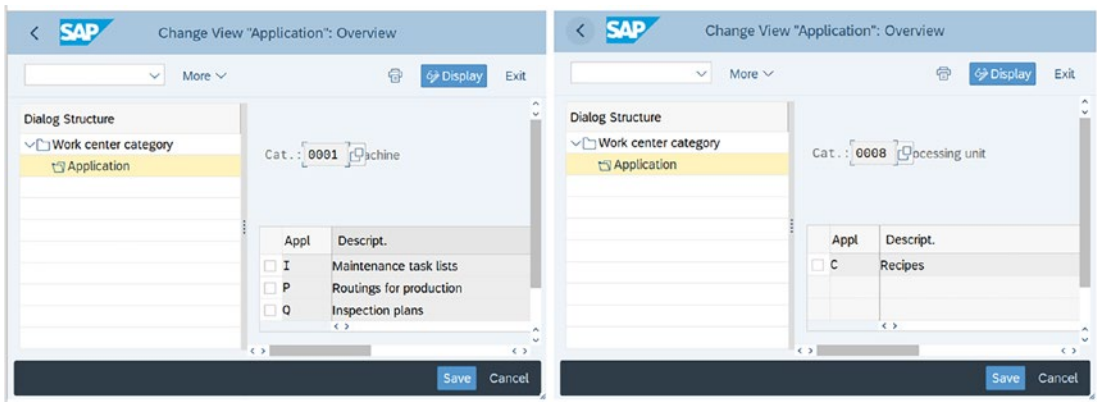 SAP Change View "Application": Overview
More Display Exit
Dialog Structure
Work center category
Application
Cat.: 0001 achine
Appl Descript.
I Maintenance task lists
P Routings for production
Q Inspection plans
Save Cancel
SAP Change View "Application": Overview
More Display Exit
Dialog Structure
Work center category
Application
Cat.: 0008 ocessing unit
Appl Descript.
C Recipes
Save Cancel